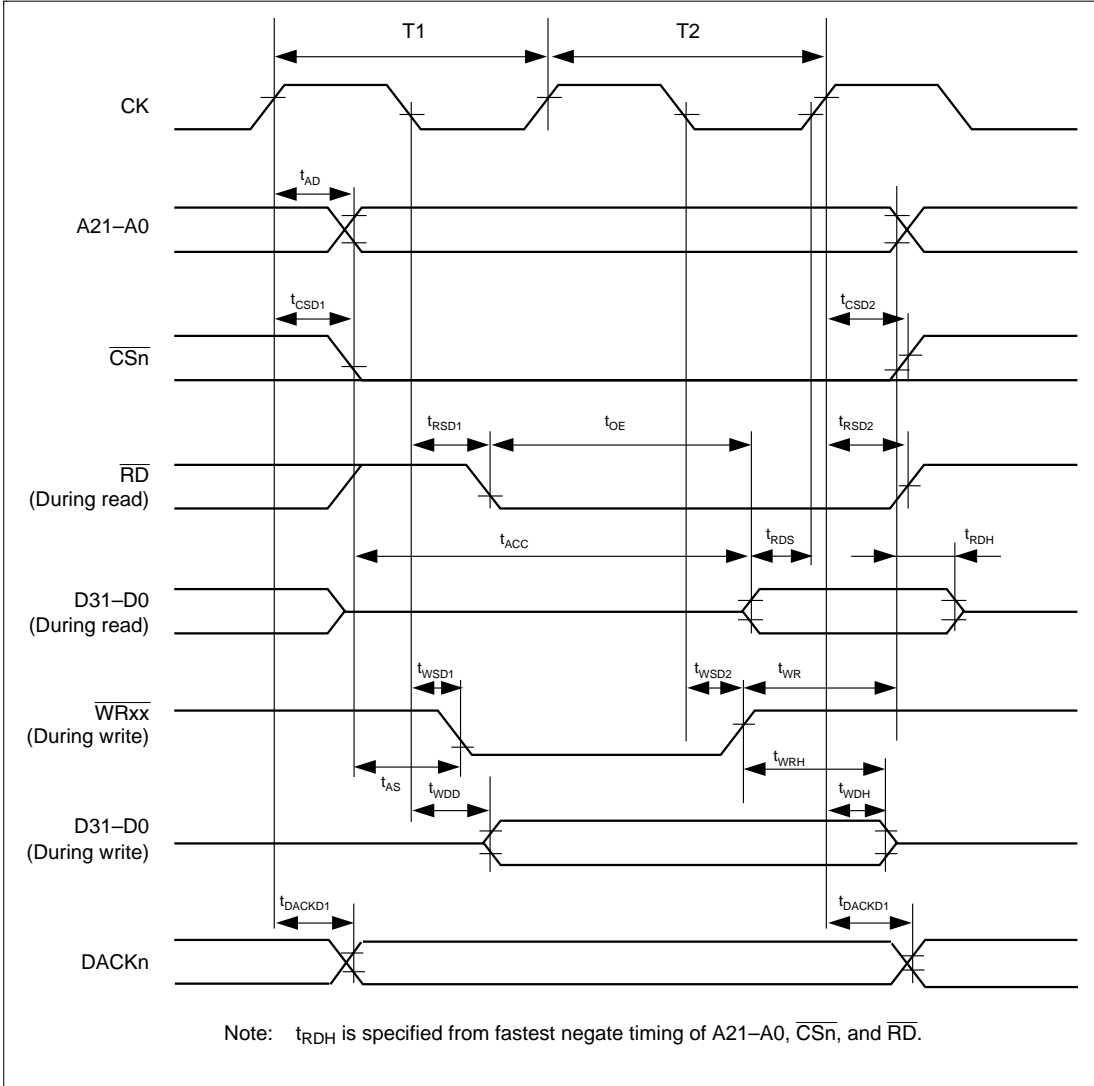 T1 T2
CK
tAD
A21–A0
tCSD1 tCSD2
CSn
tRSD1 tOE tRSD2
RD
(During read)
tACC tRDS tRDH
D31–D0
(During read)
tWSD1 tWSD2 tWR
WRxx
(During write)
tAS tWDD tWRH tWDH
D31–D0
(During write)
tDACKD1 tDACKD1
DACKn
Note: tRDH is specified from fastest negate timing of A21–A0, CSn, and RD.